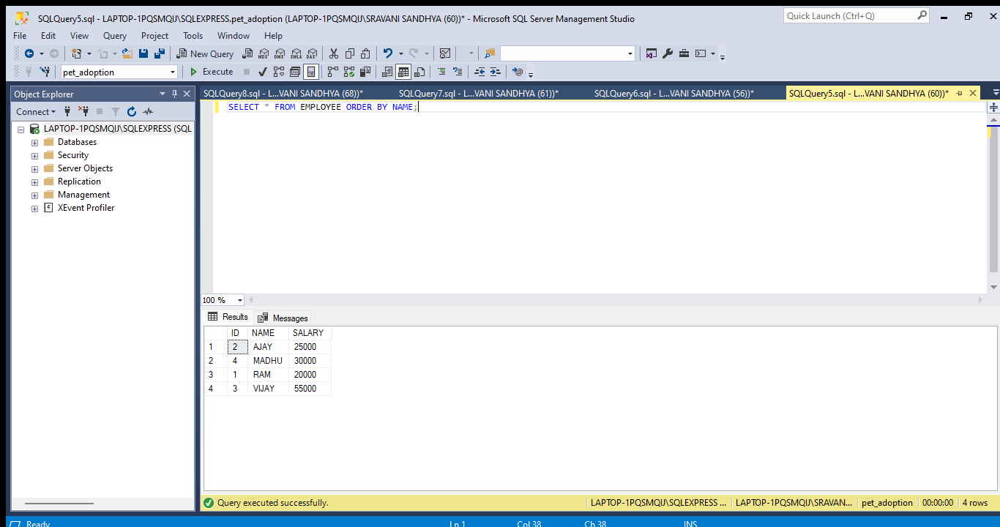 SQLQuery5.sql - LAPTOP-1PQSMQIJ\SQLEXPRESS.pet_adoption (LAPTOP-1PQSMQIJ\SRAVANI SANDHYA (60))* - Microsoft SQL Server Management Studio
Quick Launch (Ctrl+Q)
File Edit View Query Project Tools Window Help
New Query MDX DMX XMLA DAX
pet_adoption Execute
Object Explorer
Connect
LAPTOP-1PQSMQIJ\SQLEXPRESS (SQL
Databases
Security
Server Objects
Replication
Management
XEvent Profiler
SQLQuery8.sql - L...VANI SANDHYA (68))* SQLQuery7.sql - L...VANI SANDHYA (61))* SQLQuery6.sql - L...VANI SANDHYA (56))* SQLQuery5.sql - L...VANI SANDHYA (60))*
SELECT * FROM EMPLOYEE ORDER BY NAME;
100 %
Results Messages
ID NAME SALARY
1 2 AJAY 25000
2 4 MADHU 30000
3 1 RAM 20000
4 3 VIJAY 55000
Query executed successfully. LAPTOP-1PQSMQIJ\SQLEXPRESS ... LAPTOP-1PQSMQIJ\SRAVAN... pet_adoption 00:00:00 4 rows
Ready Ln 1 Col 38 Ch 38 INS